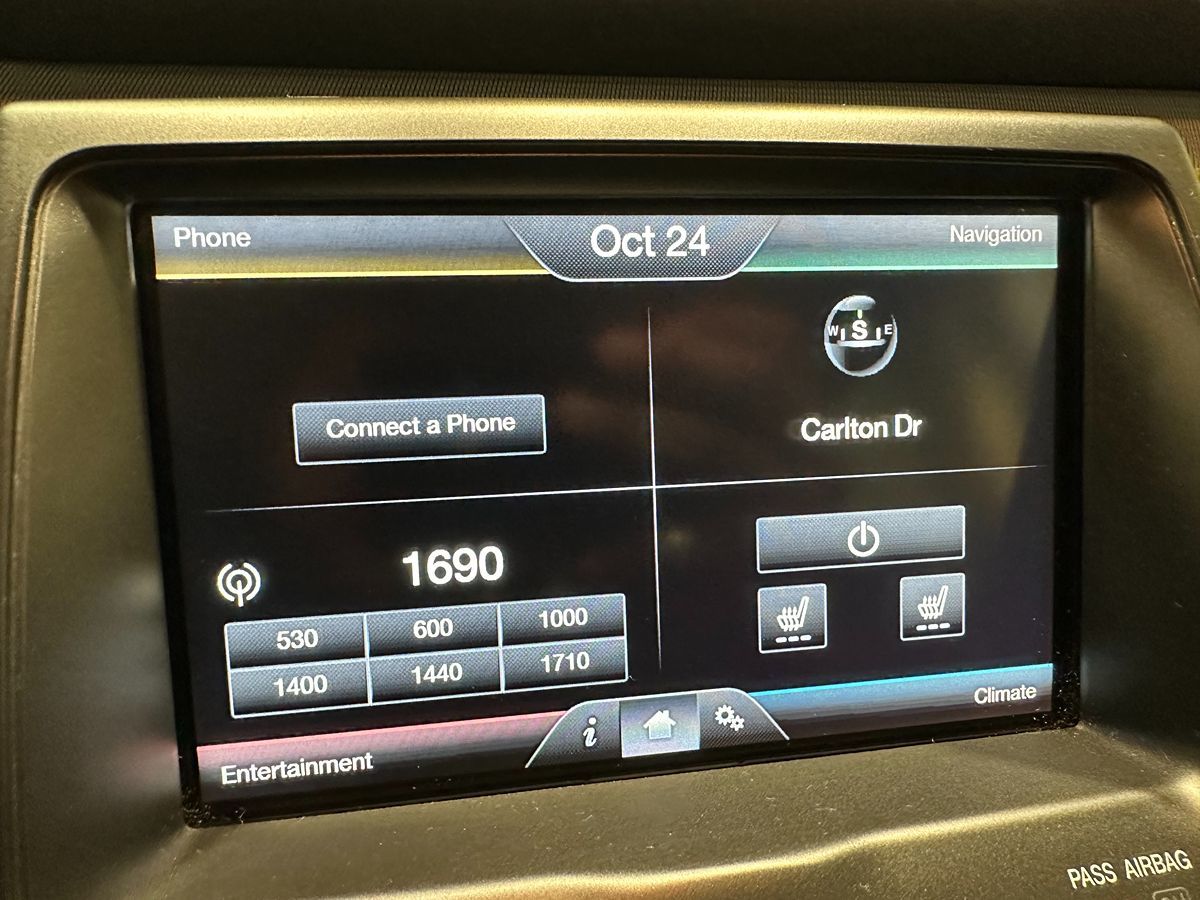 Phone
Oct 24
Navigation
W S E
Connect a Phone
Carlton Dr
1690
530 600 1000
1400 1440 1710
i
Climate
Entertainment
PASS AIRBAG